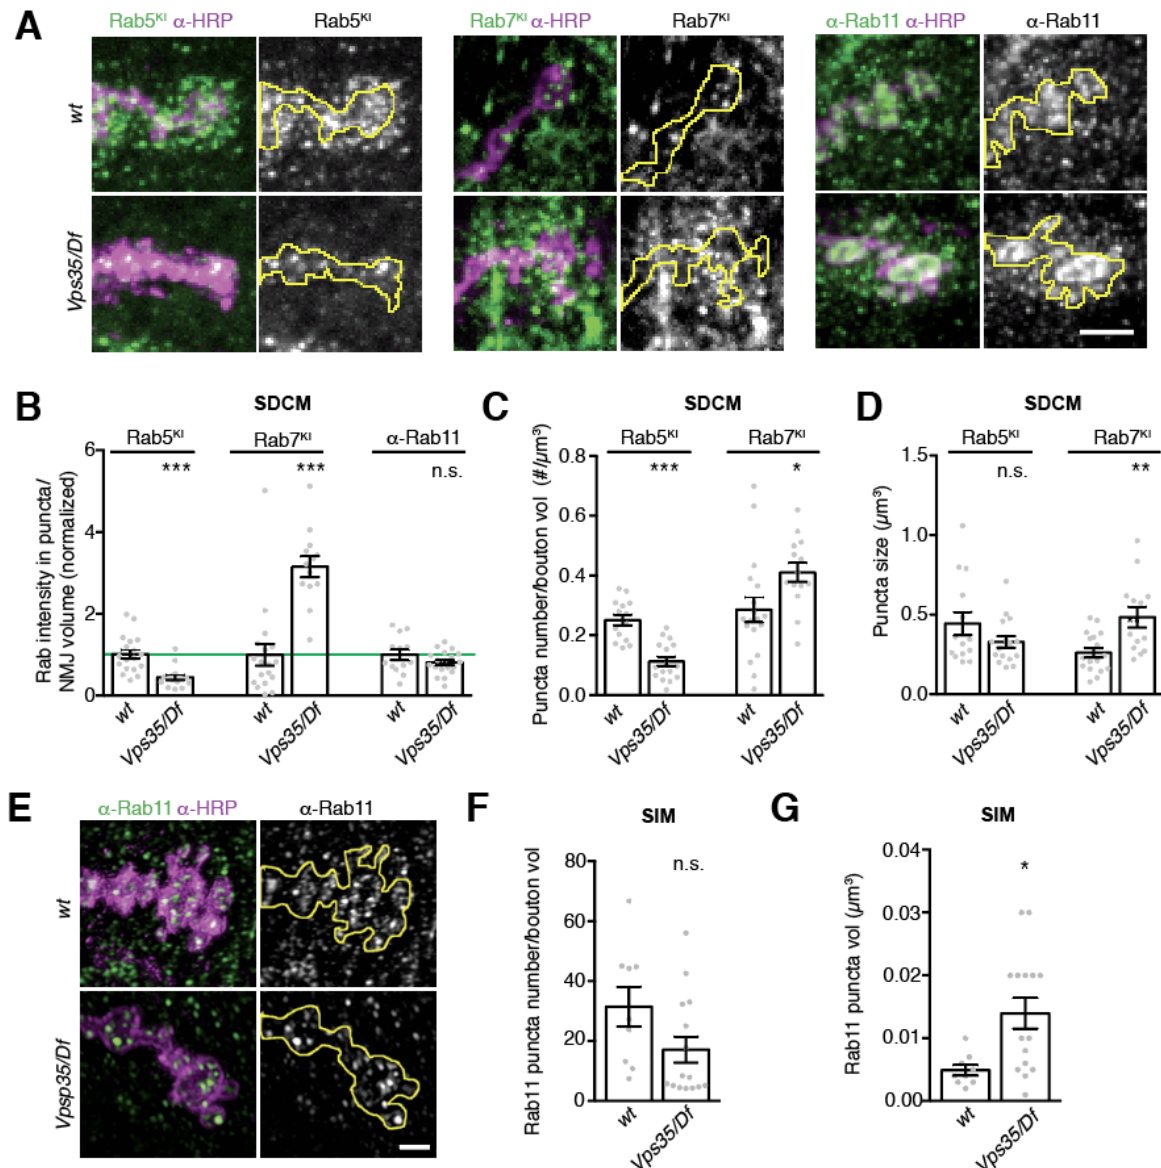 A
Rab5ᴷᴵ α-HRP Rab5ᴷᴵ Rab7ᴷᴵ α-HRP Rab7ᴷᴵ α-Rab11 α-HRP α-Rab11
wt
Vps35/Df
B
SDCM
Rab5ᴷᴵ Rab7ᴷᴵ α-Rab11
*** *** n.s.
Rab intensity in puncta/
NMJ volume (normalized)
6
4
2
0
wt Vps35/Df wt Vps35/Df wt Vps35/Df
C
SDCM
Rab5ᴷᴵ Rab7ᴷᴵ
*** *
Puncta number/bouton vol (#/µm³)
0.8
0.6
0.4
0.2
0.0
wt Vps35/Df wt Vps35/Df
D
SDCM
Rab5ᴷᴵ Rab7ᴷᴵ
n.s. **
Puncta size (µm³)
1.5
1.0
0.5
0.0
wt Vps35/Df wt Vps35/Df
E
α-Rab11 α-HRP α-Rab11
wt
Vpsp35/Df
F
SIM
n.s.
Rab11 puncta number/bouton vol
80
60
40
20
0
wt Vps35/Df
G
SIM
*
Rab11 puncta vol (µm³)
0.04
0.03
0.02
0.01
0.00
wt Vps35/Df